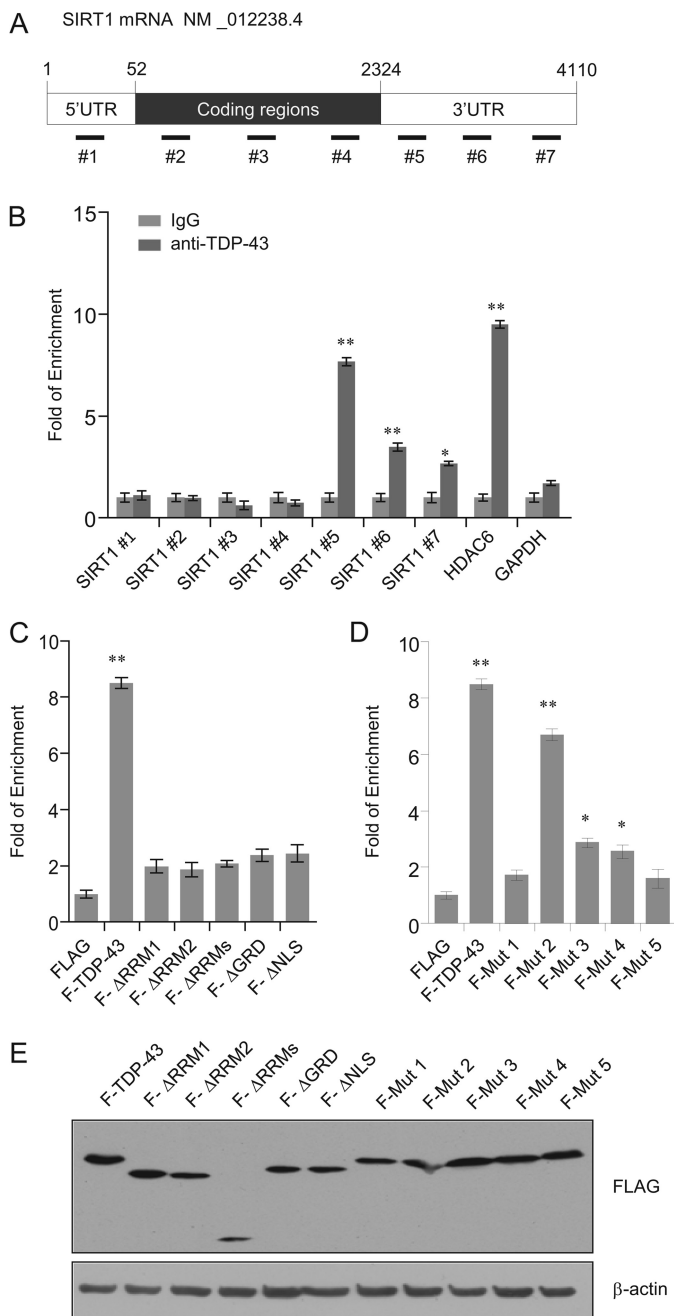 A
SIRT1 mRNA NM _012238.4
1 52 2324 4110
5'UTR Coding regions 3'UTR
#1 #2 #3 #4 #5 #6 #7
B
IgG
anti-TDP-43
Fold of Enrichment
15
10
5
0
** ** * **
SIRT1 #1 SIRT1 #2 SIRT1 #3 SIRT1 #4 SIRT1 #5 SIRT1 #6 SIRT1 #7 HDAC6 GAPDH
C
Fold of Enrichment
10
8
6
4
2
0
**
FLAG F-TDP-43 F- ΔRRM1 F- ΔRRM2 F- ΔRRMs F- ΔGRD F- ΔNLS
D
Fold of Enrichment
10
8
6
4
2
0
** ** * *
FLAG F-TDP-43 F-Mut 1 F-Mut 2 F-Mut 3 F-Mut 4 F-Mut 5
E
F-TDP-43 F- ΔRRM1 F- ΔRRM2 F- ΔRRMs F- ΔGRD F- ΔNLS F-Mut 1 F-Mut 2 F-Mut 3 F-Mut 4 F-Mut 5
FLAG
β-actin